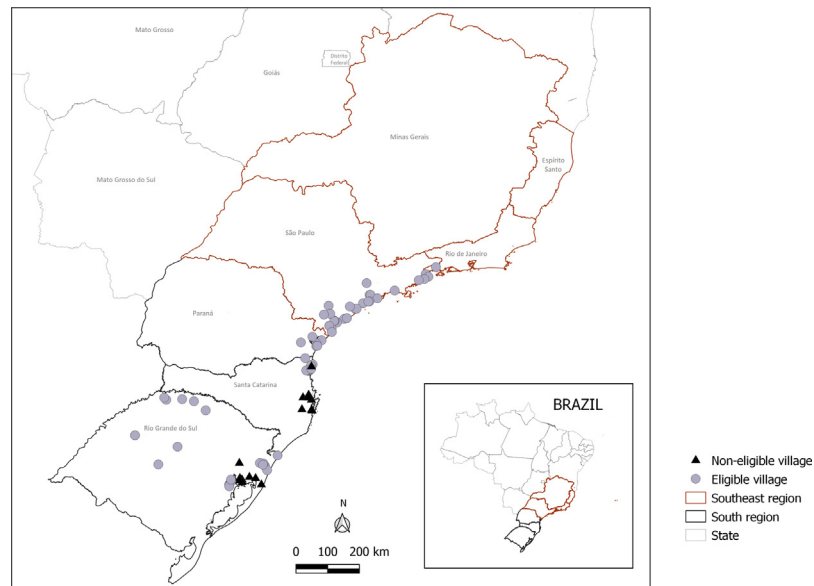 Mato Grosso
Distrito
Federal
Goiás
Minas Gerais
Espírito
Santo
Mato Grosso do Sul
São Paulo
Rio de Janeiro
Paraná
Santa Catarina
Rio Grande do Sul
BRAZIL
Non-eligible village
Eligible village
Southeast region
South region
State
N
0 100 200 km